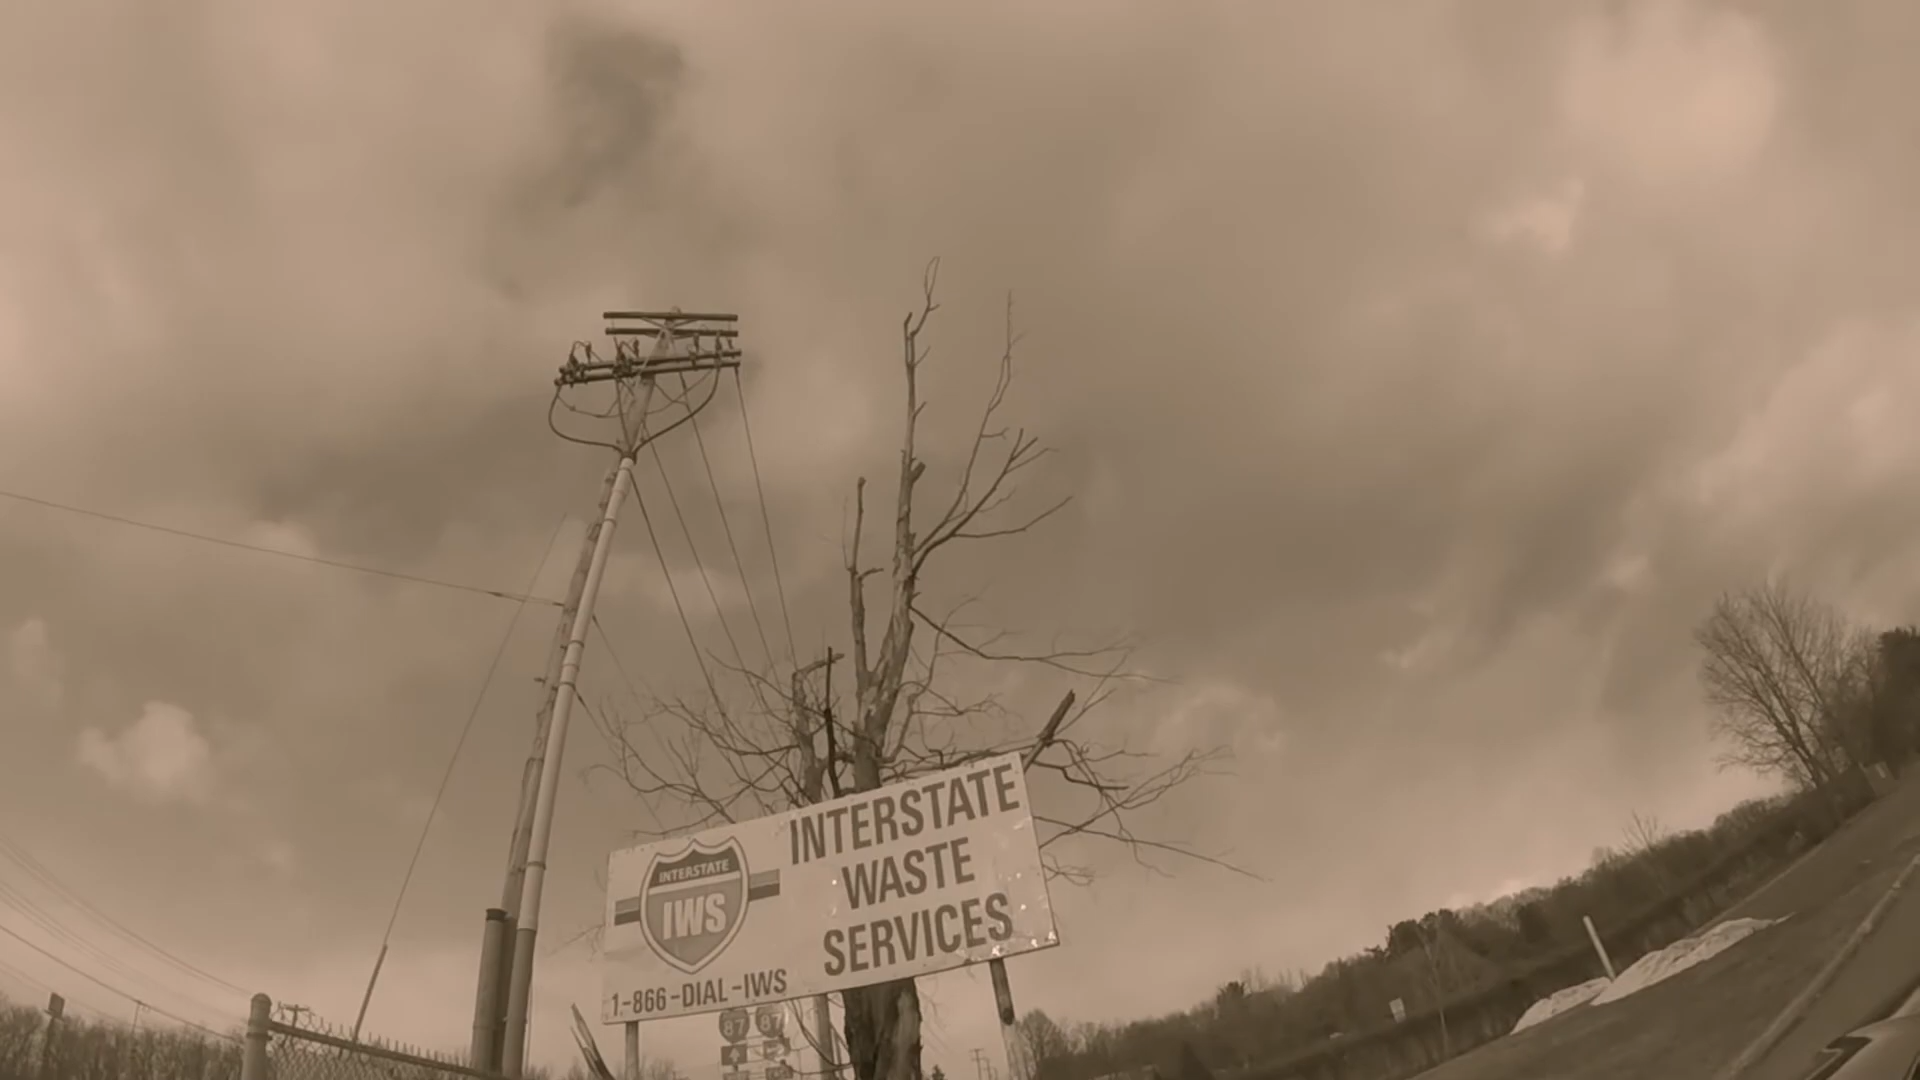 INTERSTATE
WASTE
SERVICES
INTERSTATE
IWS
1-866-DIAL-IWS
87 87